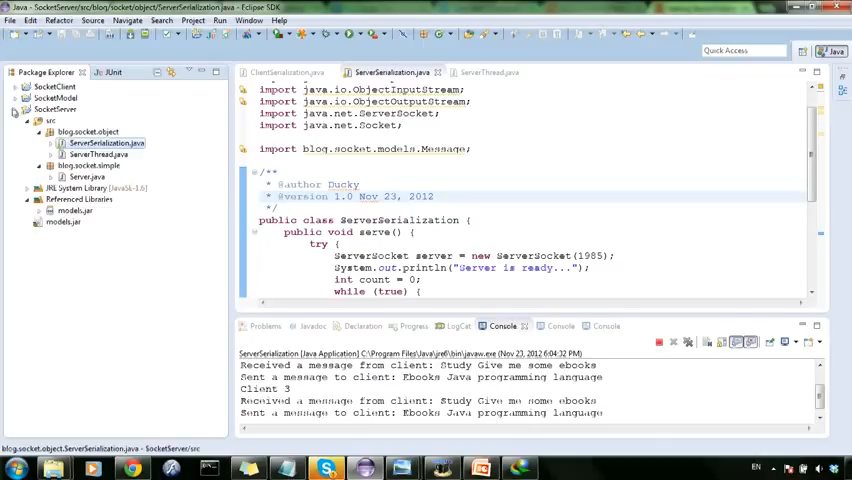 Java - SocketServer/src/blog/socket/object/ServerSerialization.java - Eclipse SDK
File Edit Source Refactor Navigate Search Project Run Window Help
Quick Access
Java
Package Explorer
JUnit
SocketClient
SocketModel
SocketServer
src
blog.socket.object
ServerSerialization.java
ServerThread.java
blog.socket.simple
Server.java
JRE System Library [JavaSE-1.6]
Referenced Libraries
models.jar
models.jar
ClientSerialization.java
ServerSerialization.java
ServerThread.java
import java.io.ObjectInputStream;
import java.io.ObjectOutputStream;
import java.net.ServerSocket;
import java.net.Socket;
import blog.socket.models.Message;
/**
* @author Ducky
* @version 1.0 Nov 23, 2012
*/
public class ServerSerialization {
public void serve() {
try {
ServerSocket server = new ServerSocket(1985);
System.out.println("Server is ready...");
int count = 0;
while (true) {
Problems
Javadoc
Declaration
Progress
LogCat
Console
Console
Console
ServerSerialization [Java Application] C:\Program Files\Java\jre6\bin\javaw.exe (Nov 23, 2012 6:04:32 PM)
Received a message from client: Study Give me some ebooks
Sent a message to client: Ebooks Java programming language
Client 3
Received a message from client: Study Give me some ebooks
Sent a message to client: Ebooks Java programming language
blog.socket.object.ServerSerialization.java - SocketServer/src
EN
6:05 PM